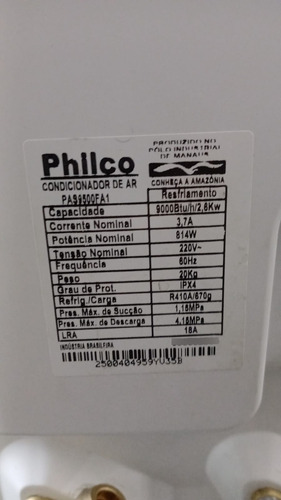 Philco
PRODUZIDO NO
PÓLO INDUSTRIAL
DE MANAUS
CONHEÇA A AMAZÔNIA
CONDICIONADOR DE AR
PAS9500FA1 Resfriamento
Capacidade 9000Btu/h/2,6Kw
Corrente Nominal 3,7A
Potência Nominal 814W
Tensão Nominal 220V~
Frequência 60Hz
Peso 20Kg
Grau de Prot. IPX4
Refrig./Carga R410A/670g
Pres. Máx. de Sucção 1,15MPa
Pres. Máx. de Descarga 4,15MPa
LRA 18A
INDÚSTRIA BRASILEIRA
2500404959YU35B